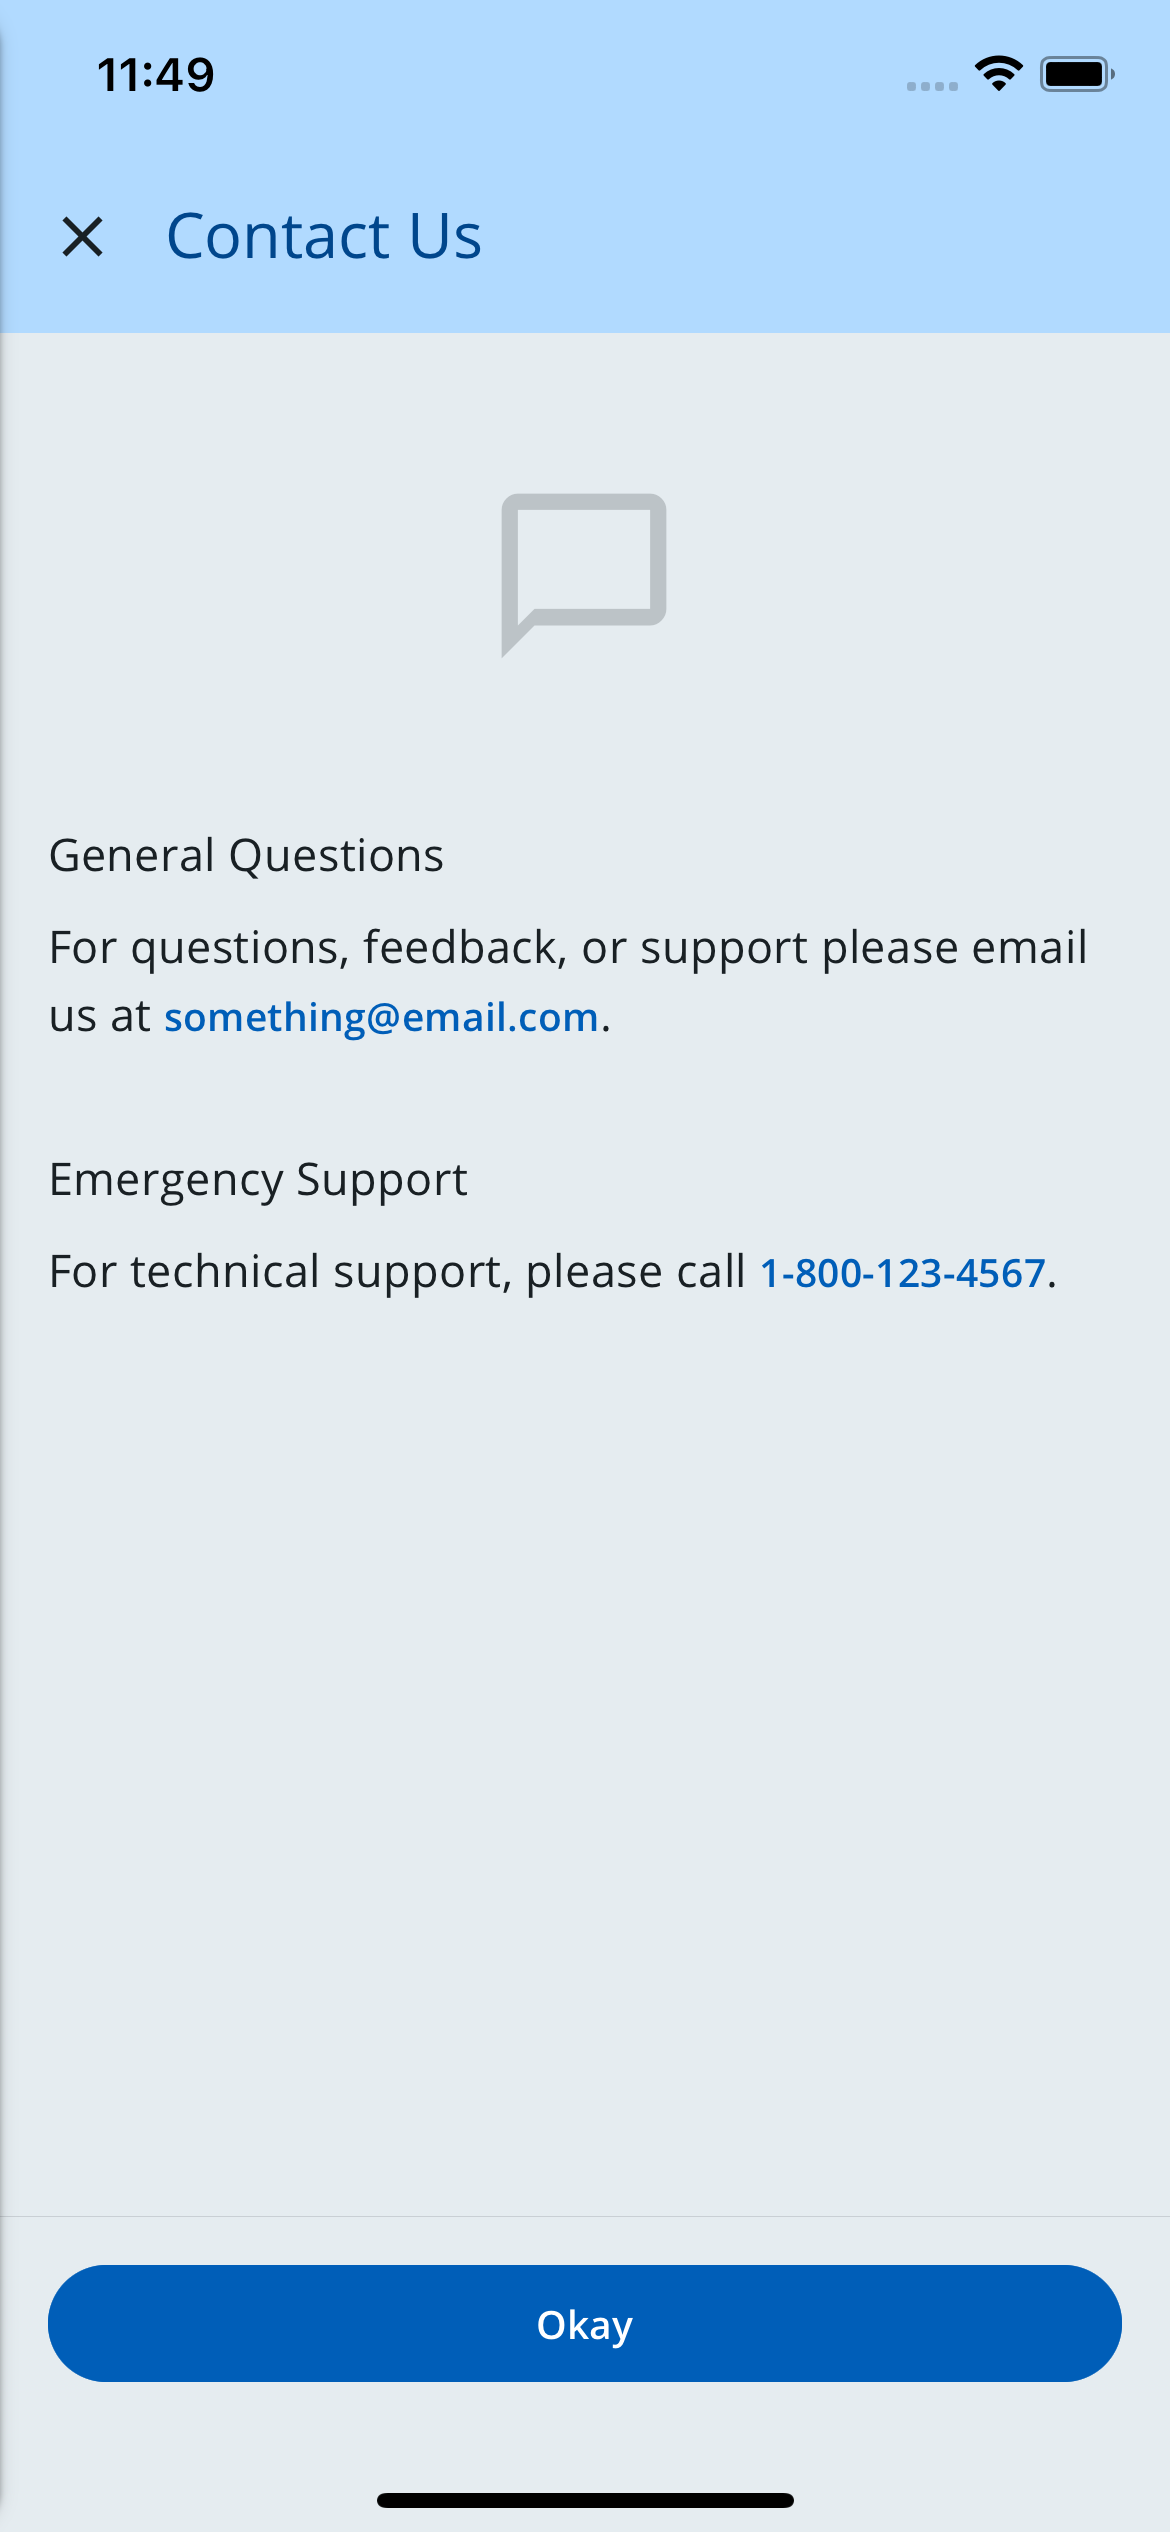 11:49
Contact Us
General Questions
For questions, feedback, or support please email
us at something@email.com.
Emergency Support
For technical support, please call 1-800-123-4567.
Okay